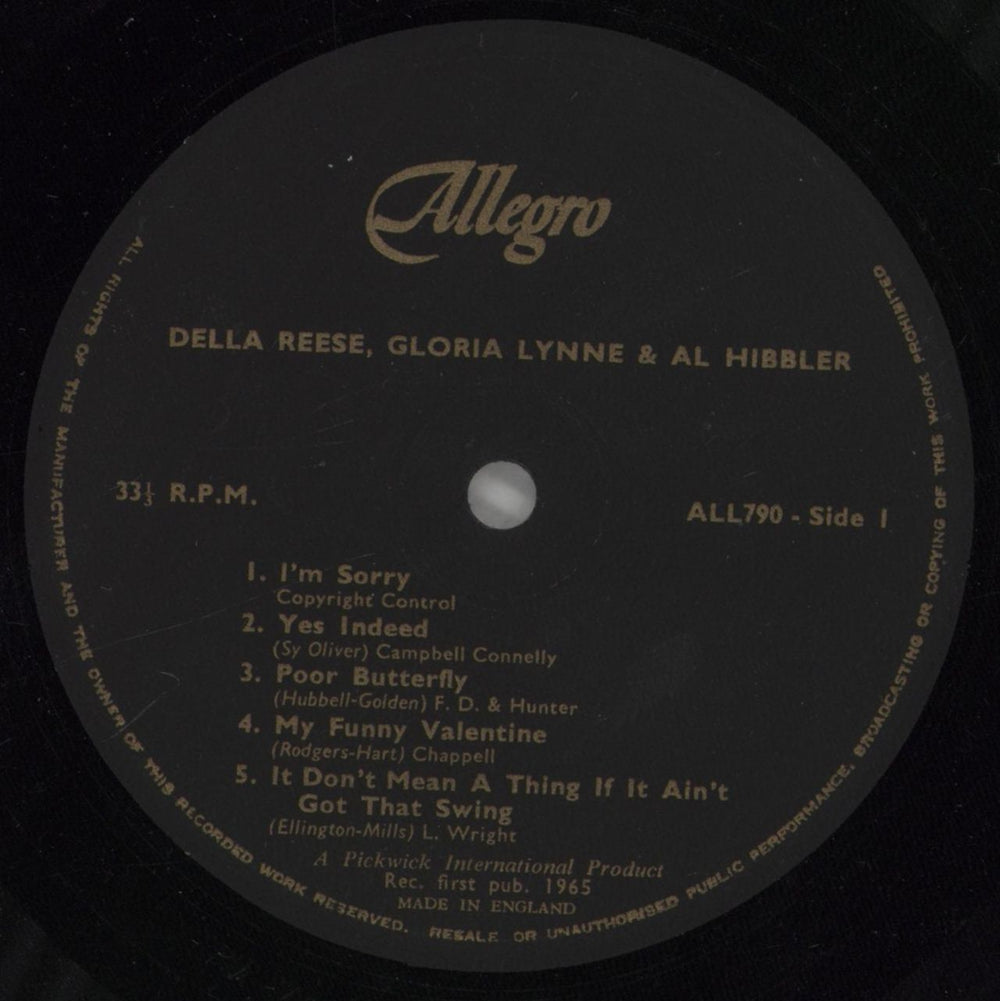 Allegro
DELLA REESE, GLORIA LYNNE & AL HIBBLER
33⅓ R.P.M.
ALL790 - Side 1
1. I'm Sorry
Copyright Control
2. Yes Indeed
(Sy Oliver) Campbell Connelly
3. Poor Butterfly
(Hubbell-Golden) F. D. & Hunter
4. My Funny Valentine
(Rodgers-Hart) Chappell
5. It Don't Mean A Thing If It Ain't
Got That Swing
(Ellington-Mills) L. Wright
A Pickwick International Product
Rec. first pub. 1965
MADE IN ENGLAND
ALL RIGHTS OF THE MANUFACTURER AND THE OWNER OF THIS RECORDED WORK RESERVED. RESALE OR UNAUTHORISED PUBLIC PERFORMANCE, BROADCASTING OR COPYING OF THIS WORK PROHIBITED